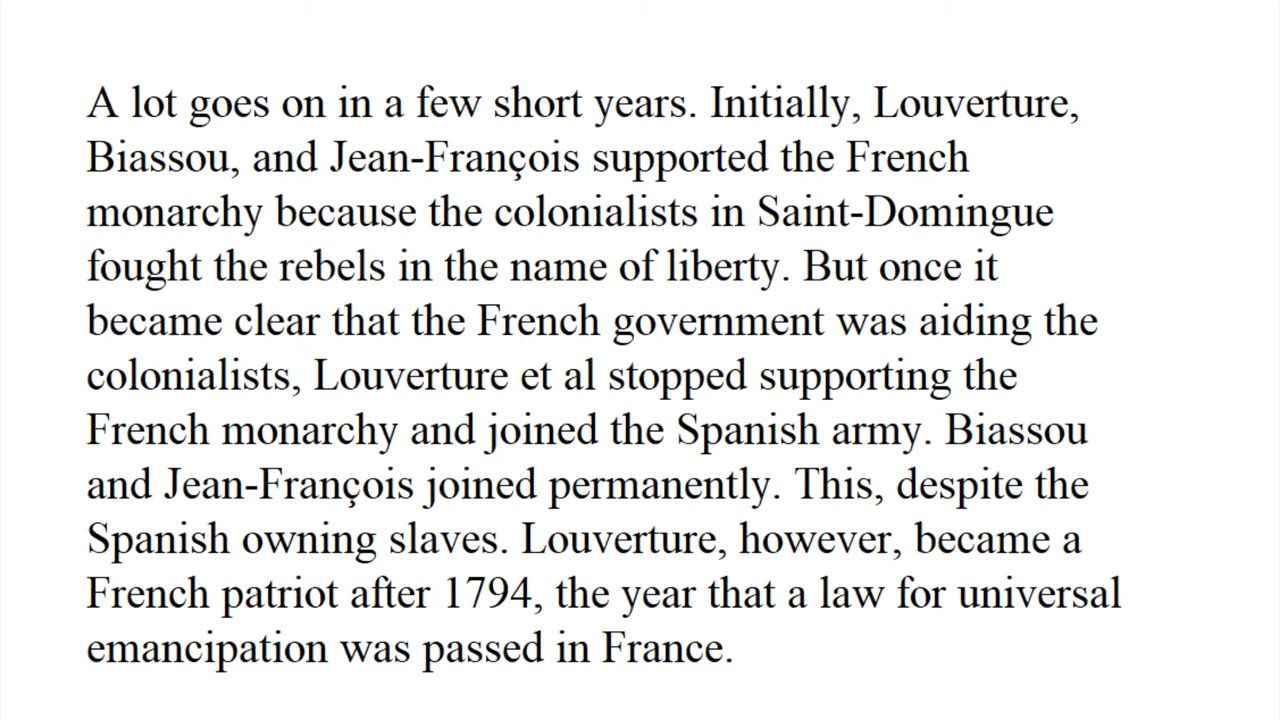 A lot goes on in a few short years. Initially, Louverture,
Biassou, and Jean-François supported the French
monarchy because the colonialists in Saint-Domingue
fought the rebels in the name of liberty. But once it
became clear that the French government was aiding the
colonialists, Louverture et al stopped supporting the
French monarchy and joined the Spanish army. Biassou
and Jean-François joined permanently. This, despite the
Spanish owning slaves. Louverture, however, became a
French patriot after 1794, the year that a law for universal
emancipation was passed in France.